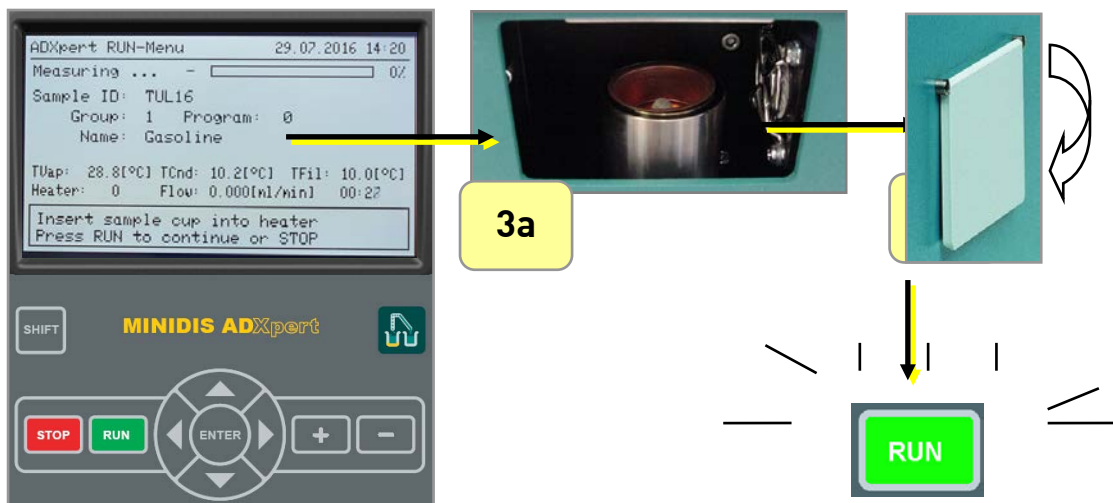 ADXpert RUN-Menu 29.07.2016 14:20
Measuring ... - 0%
Sample ID: TUL16
Group: 1 Program: 0
Name: Gasoline
TVap: 28.8[°C] TCnd: 10.2[°C] TFil: 10.0[°C]
Heater: 0 Flow: 0.000[ml/min]
Insert sample cup into heater
Press RUN to continue or STOP
SHIFT
MINIDIS ADXpert
STOP RUN ENTER + -
3a
RUN